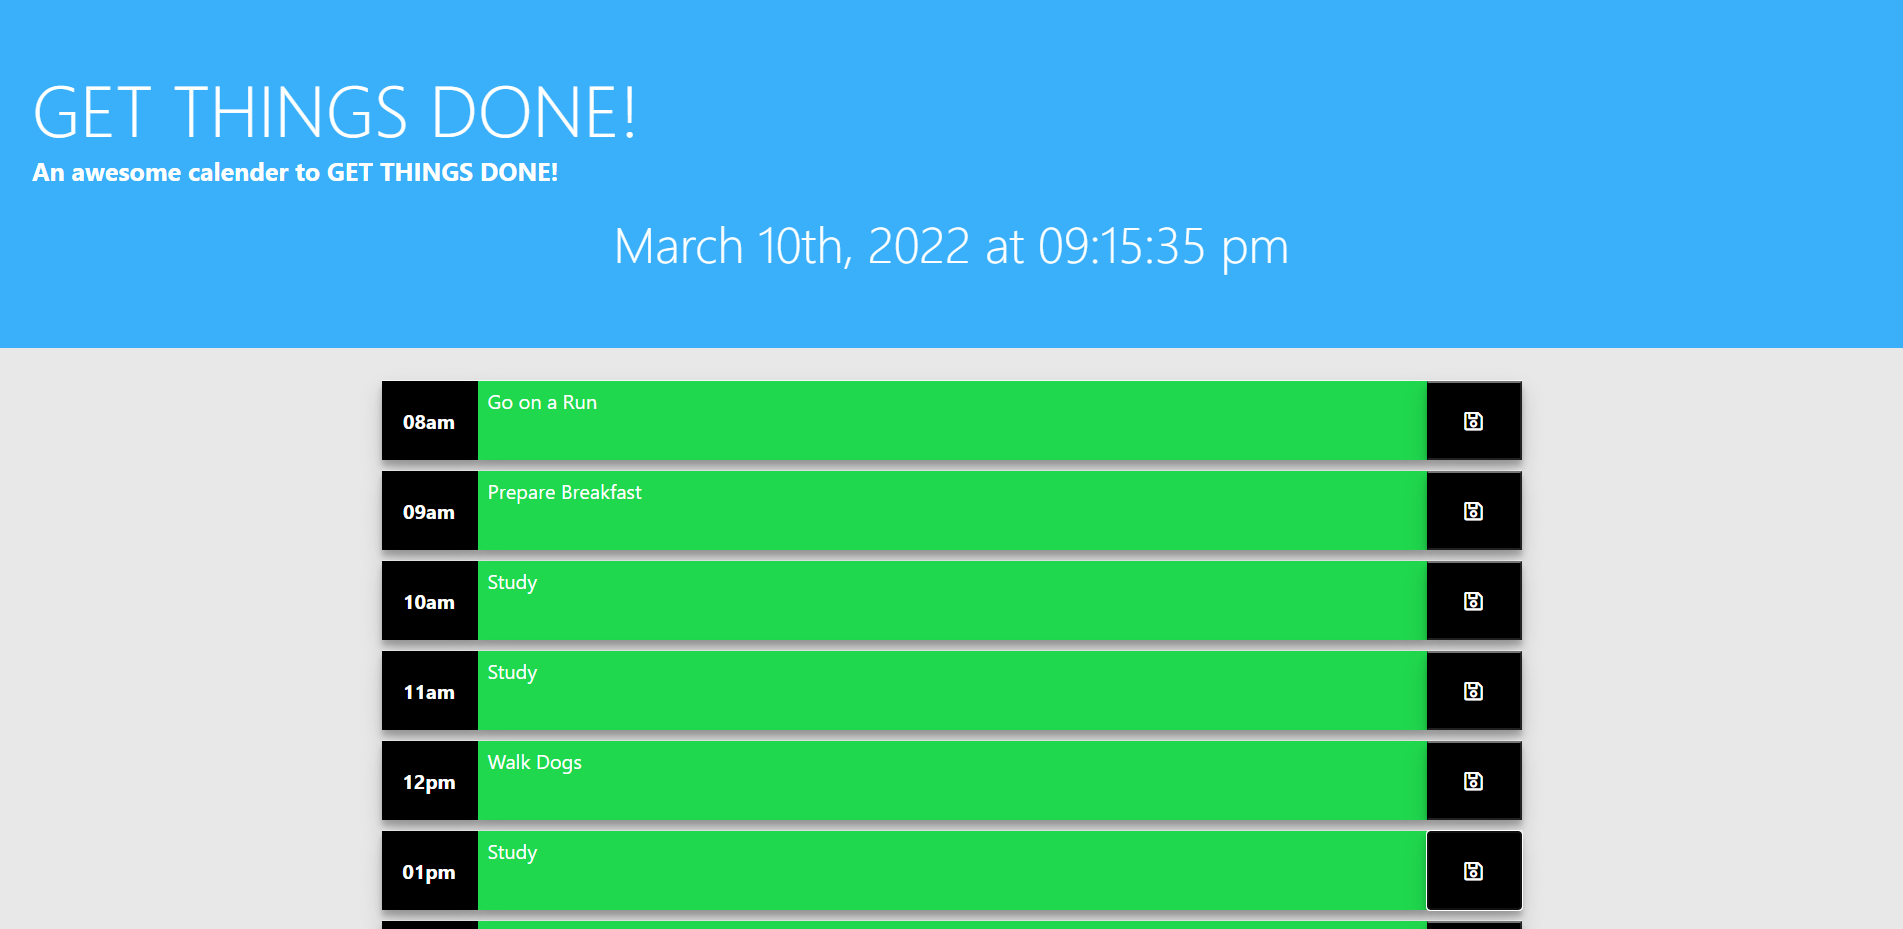 GET THINGS DONE!
An awesome calender to GET THINGS DONE!
March 10th, 2022 at 09:15:35 pm
08am Go on a Run
09am Prepare Breakfast
10am Study
11am Study
12pm Walk Dogs
01pm Study